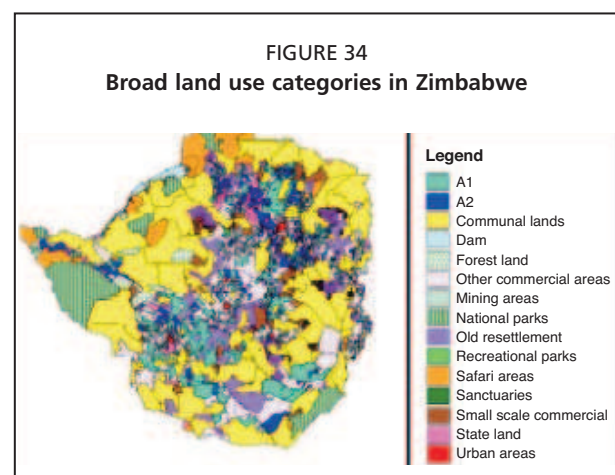 FIGURE 34
Broad land use categories in Zimbabwe
Legend
A1
A2
Communal lands
Dam
Forest land
Other commercial areas
Mining areas
National parks
Old resettlement
Recreational parks
Safari areas
Sanctuaries
Small scale commercial
State land
Urban areas